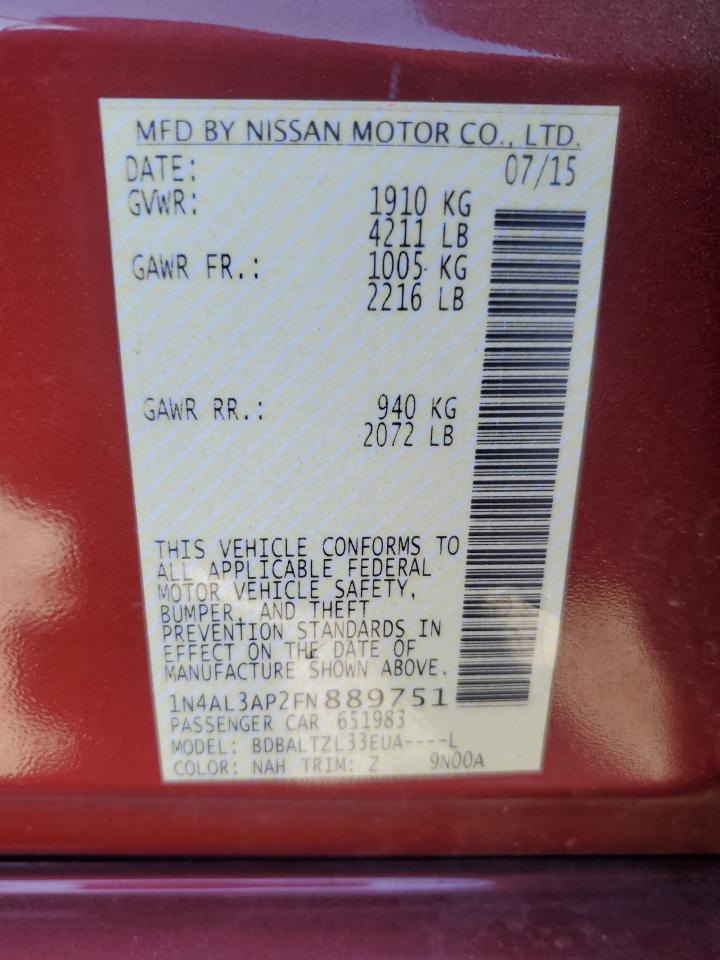 MFD BY NISSAN MOTOR CO., LTD.
DATE: 07/15
GVWR: 1910 KG
4211 LB
GAWR FR.: 1005 KG
2216 LB
GAWR RR.: 940 KG
2072 LB
THIS VEHICLE CONFORMS TO
ALL APPLICABLE FEDERAL
MOTOR VEHICLE SAFETY,
BUMPER, AND THEFT
PREVENTION STANDARDS IN
EFFECT ON THE DATE OF
MANUFACTURE SHOWN ABOVE.
1N4AL3AP2FN889751
PASSENGER CAR 651983
MODEL: BDBALTZL33EUA----L
COLOR: NAH TRIM: Z 9N00A